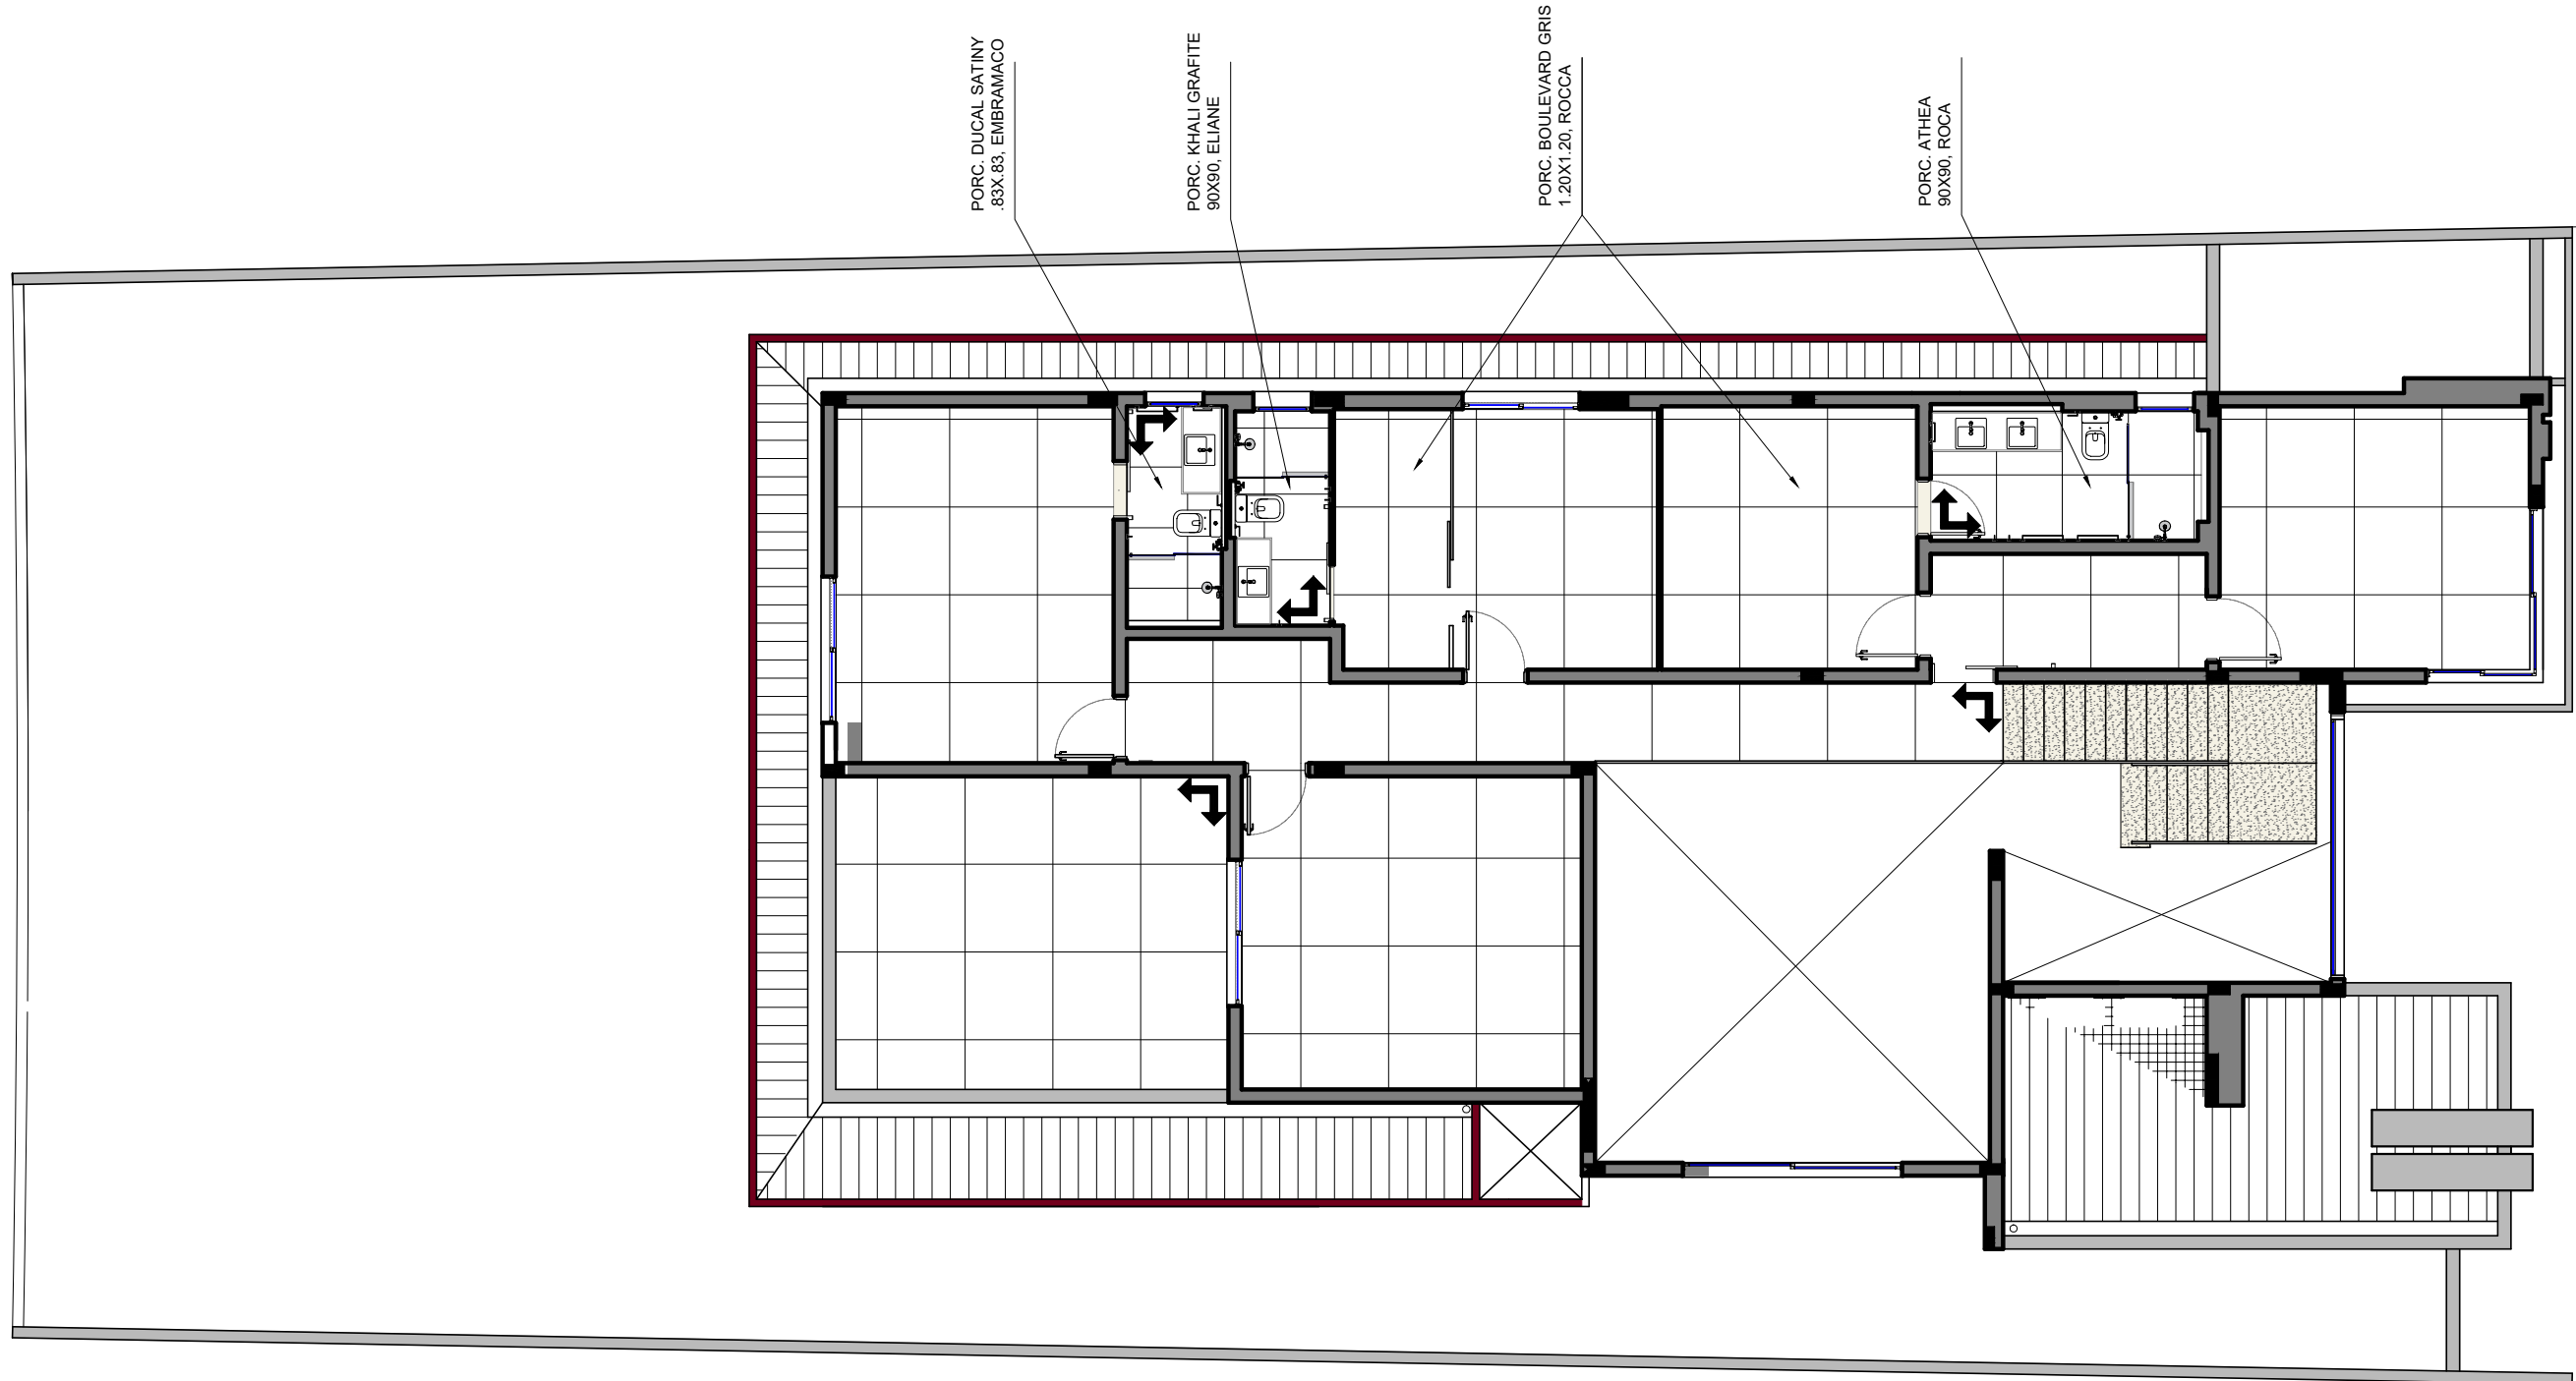 PORC. DUCAL SATINY
.83X.83, EMBRAMACO
PORC. KHALI GRAFITE
90X90, ELIANE
PORC. BOULEVARD GRIS
1.20X1.20, ROCCA
PORC. ATHEA
90X90, ROCA